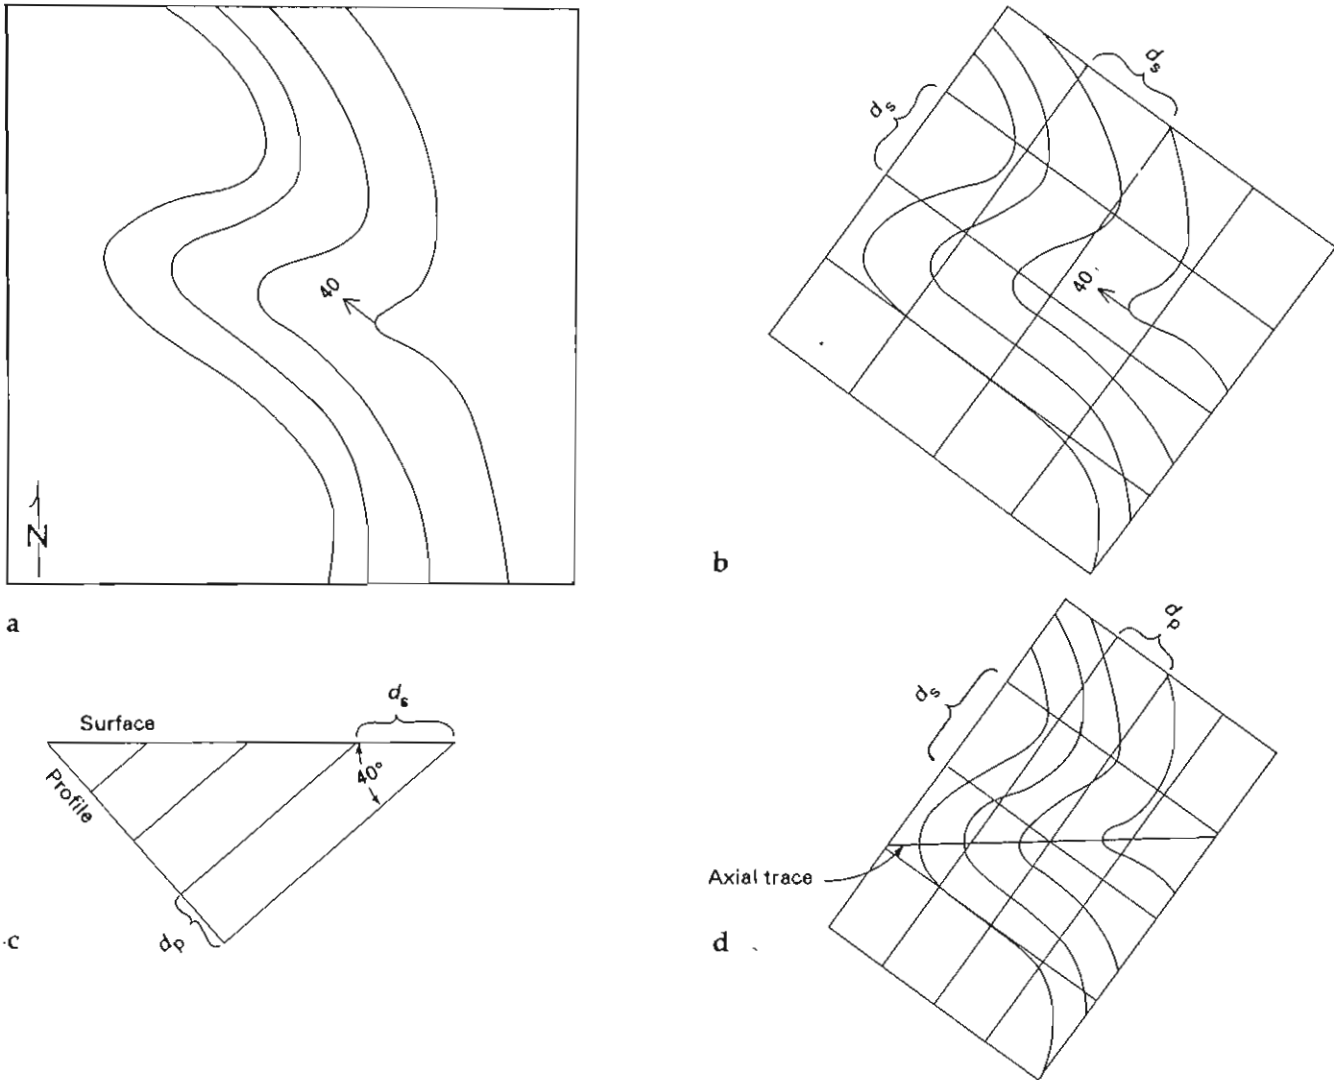 40
N
a
d_s
d_s
40
b
Surface
d_s
40°
Profile
d_p
c
d_p
d_s
Axial trace
d